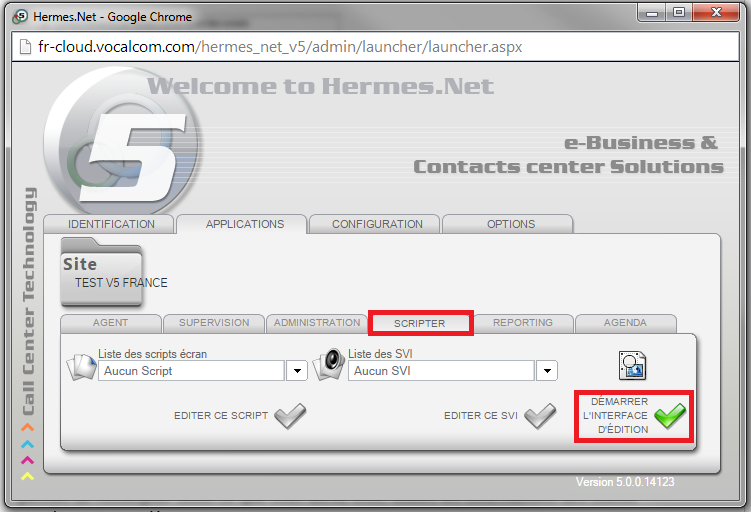 Hermes.Net - Google Chrome
fr-cloud.vocalcom.com/hermes_net_v5/admin/launcher/launcher.aspx
Welcome to Hermes.Net
5
e-Business &
Contacts center Solutions
Call Center Technology
IDENTIFICATION APPLICATIONS CONFIGURATION OPTIONS
Site
TEST V5 FRANCE
AGENT SUPERVISION ADMINISTRATION SCRIPTER REPORTING AGENDA
Liste des scripts écran Liste des SVI
Aucun Script Aucun SVI
EDITER CE SCRIPT EDITER CE SVI DÉMARRER
L'INTERFACE
D'ÉDITION
Version 5.0.0.14123